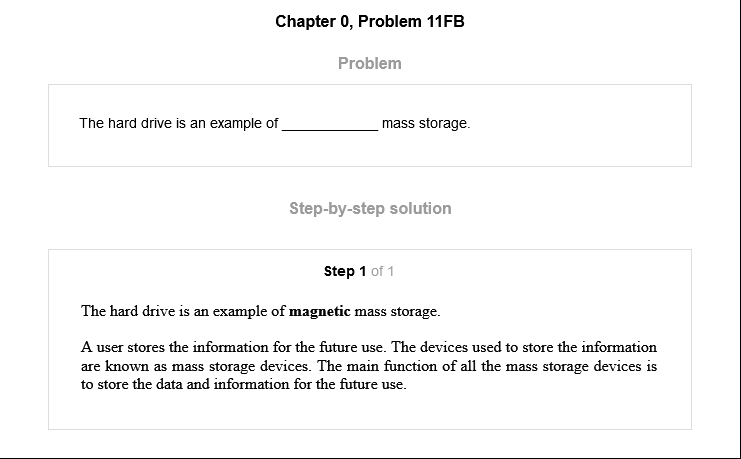 Chapter 0, Problem 11FB
Problem
The hard drive is an example of ____________ mass storage.
Step-by-step solution
Step 1 of 1
The hard drive is an example of magnetic mass storage.
A user stores the information for the future use. The devices used to store the information
are known as mass storage devices. The main function of all the mass storage devices is
to store the data and information for the future use.